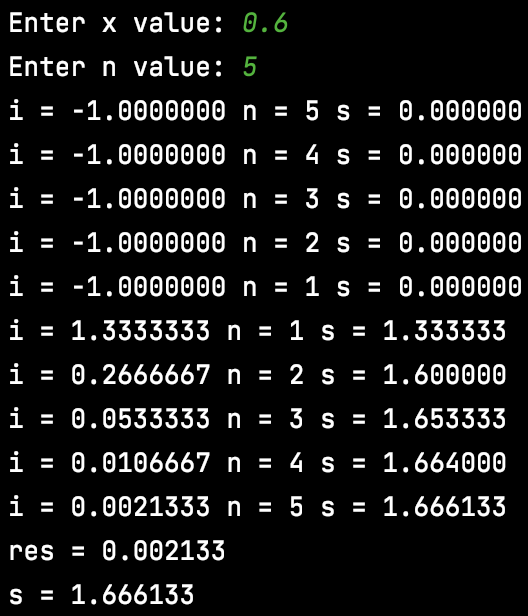 Enter x value: 0.6
Enter n value: 5
i = -1.0000000 n = 5 s = 0.000000
i = -1.0000000 n = 4 s = 0.000000
i = -1.0000000 n = 3 s = 0.000000
i = -1.0000000 n = 2 s = 0.000000
i = -1.0000000 n = 1 s = 0.000000
i = 1.3333333 n = 1 s = 1.333333
i = 0.2666667 n = 2 s = 1.600000
i = 0.0533333 n = 3 s = 1.653333
i = 0.0106667 n = 4 s = 1.664000
i = 0.0021333 n = 5 s = 1.666133
res = 0.002133
s = 1.666133